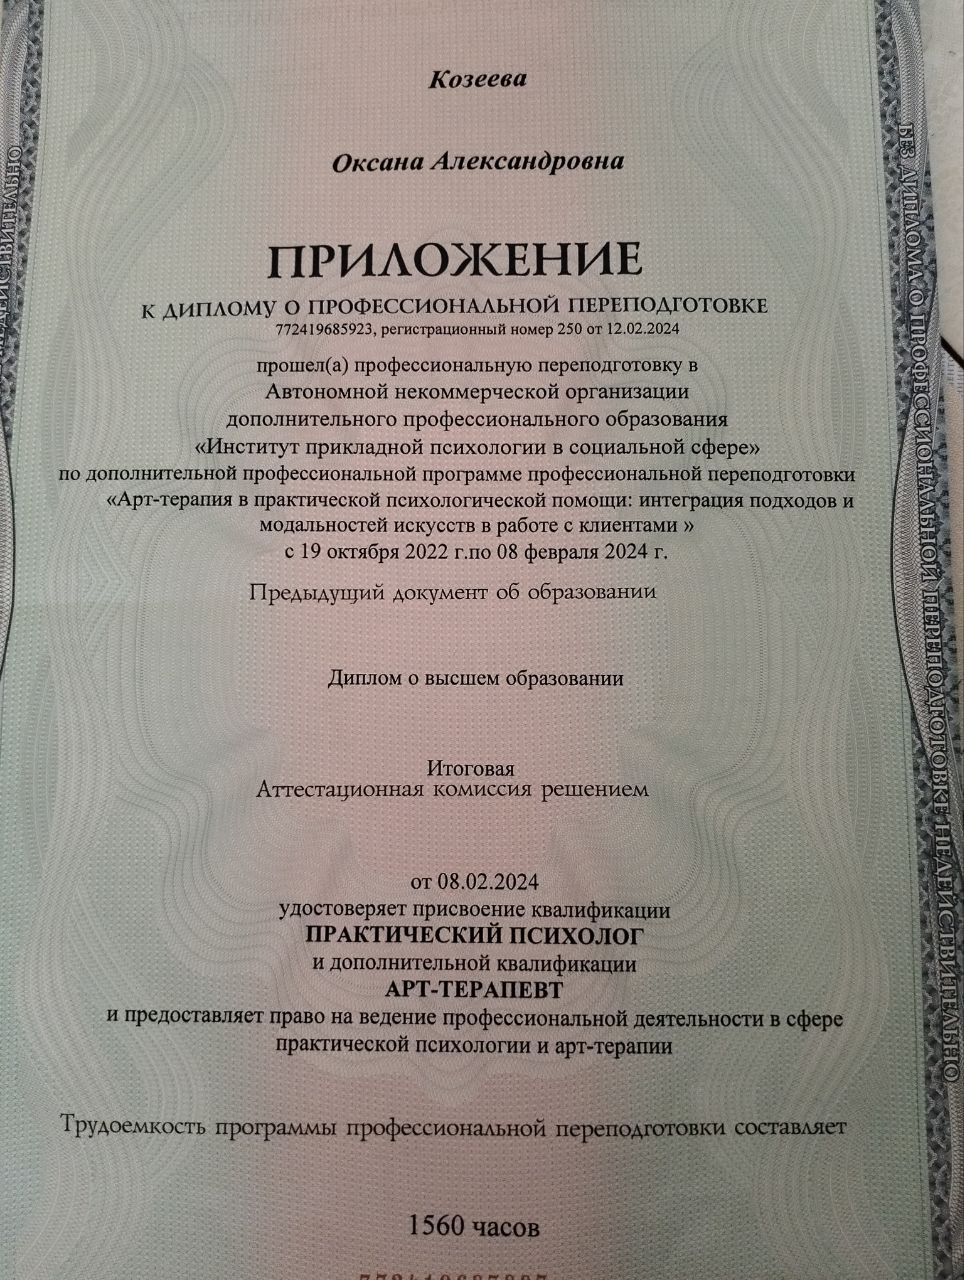 Козеева
Оксана Александровна
ПРИЛОЖЕНИЕ
К ДИПЛОМУ О ПРОФЕССИОНАЛЬНОЙ ПЕРЕПОДГОТОВКЕ
772419685923, регистрационный номер 250 от 12.02.2024
прошел(а) профессиональную переподготовку в
Автономной некоммерческой организации
дополнительного профессионального образования
«Институт прикладной психологии в социальной сфере»
по дополнительной профессиональной программе профессиональной переподготовки
«Арт-терапия в практической психологической помощи: интеграция подходов и
модальностей искусств в работе с клиентами »
с 19 октября 2022 г.по 08 февраля 2024 г.
Предыдущий документ об образовании
Диплом о высшем образовании
Итоговая
Аттестационная комиссия решением
от 08.02.2024
удостоверяет присвоение квалификации
ПРАКТИЧЕСКИЙ ПСИХОЛОГ
и дополнительной квалификации
АРТ-ТЕРАПЕВТ
и предоставляет право на ведение профессиональной деятельности в сфере
практической психологии и арт-терапии
Трудоемкость программы профессиональной переподготовки составляет
1560 часов
БЕЗ ДИПЛОМА О ПРОФЕССИОНАЛЬНОЙ ПЕРЕПОДГОТОВКЕ НЕДЕЙСТВИТЕЛЬНО